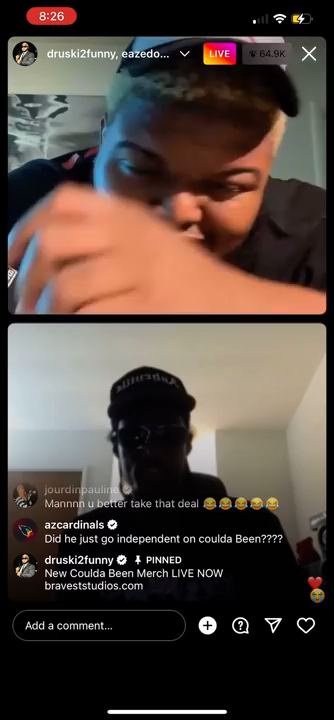 8:26
druski2funny, eazedo...
LIVE
64.9K
jourdinpauline
Mannnn u better take that deal 😂😂😂😂😂
azcardinals
Did he just go independent on coulda Been????
druski2funny PINNED
New Coulda Been Merch LIVE NOW
braveststudios.com
Add a comment...